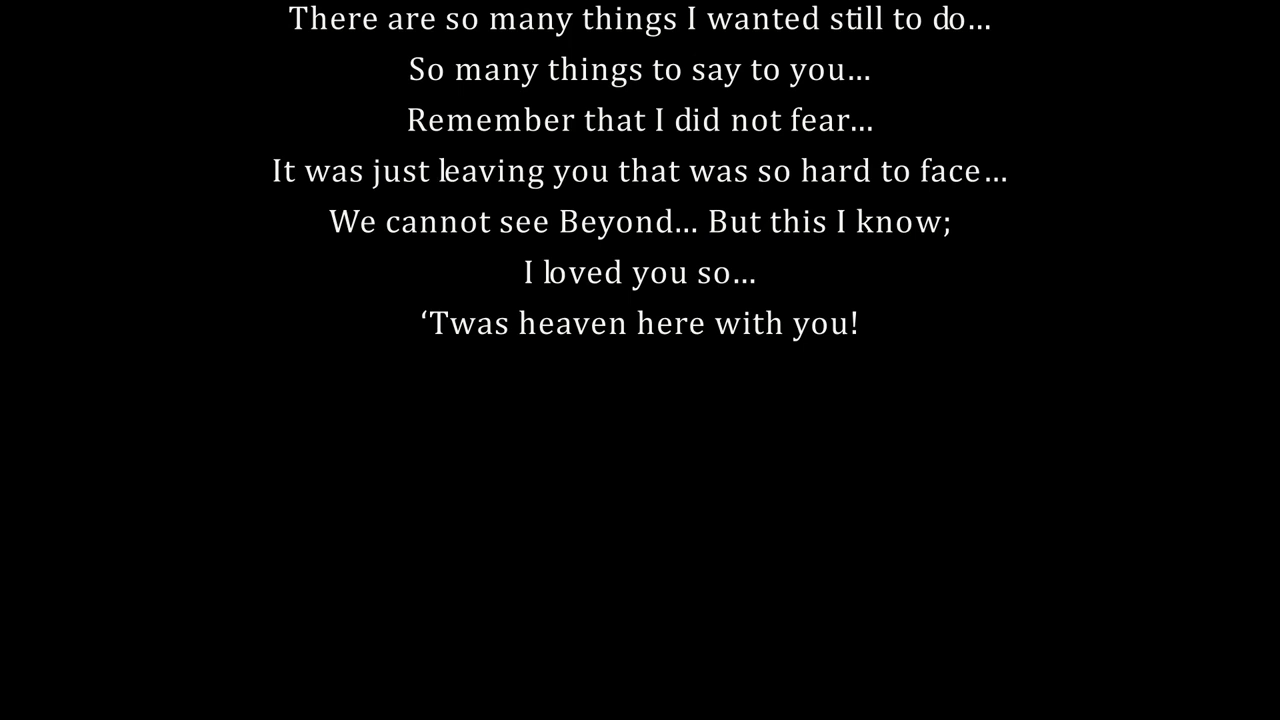 There are so many things I wanted still to do…
So many things to say to you…
Remember that I did not fear…
It was just leaving you that was so hard to face…
We cannot see Beyond… But this I know;
I loved you so…
‘Twas heaven here with you!